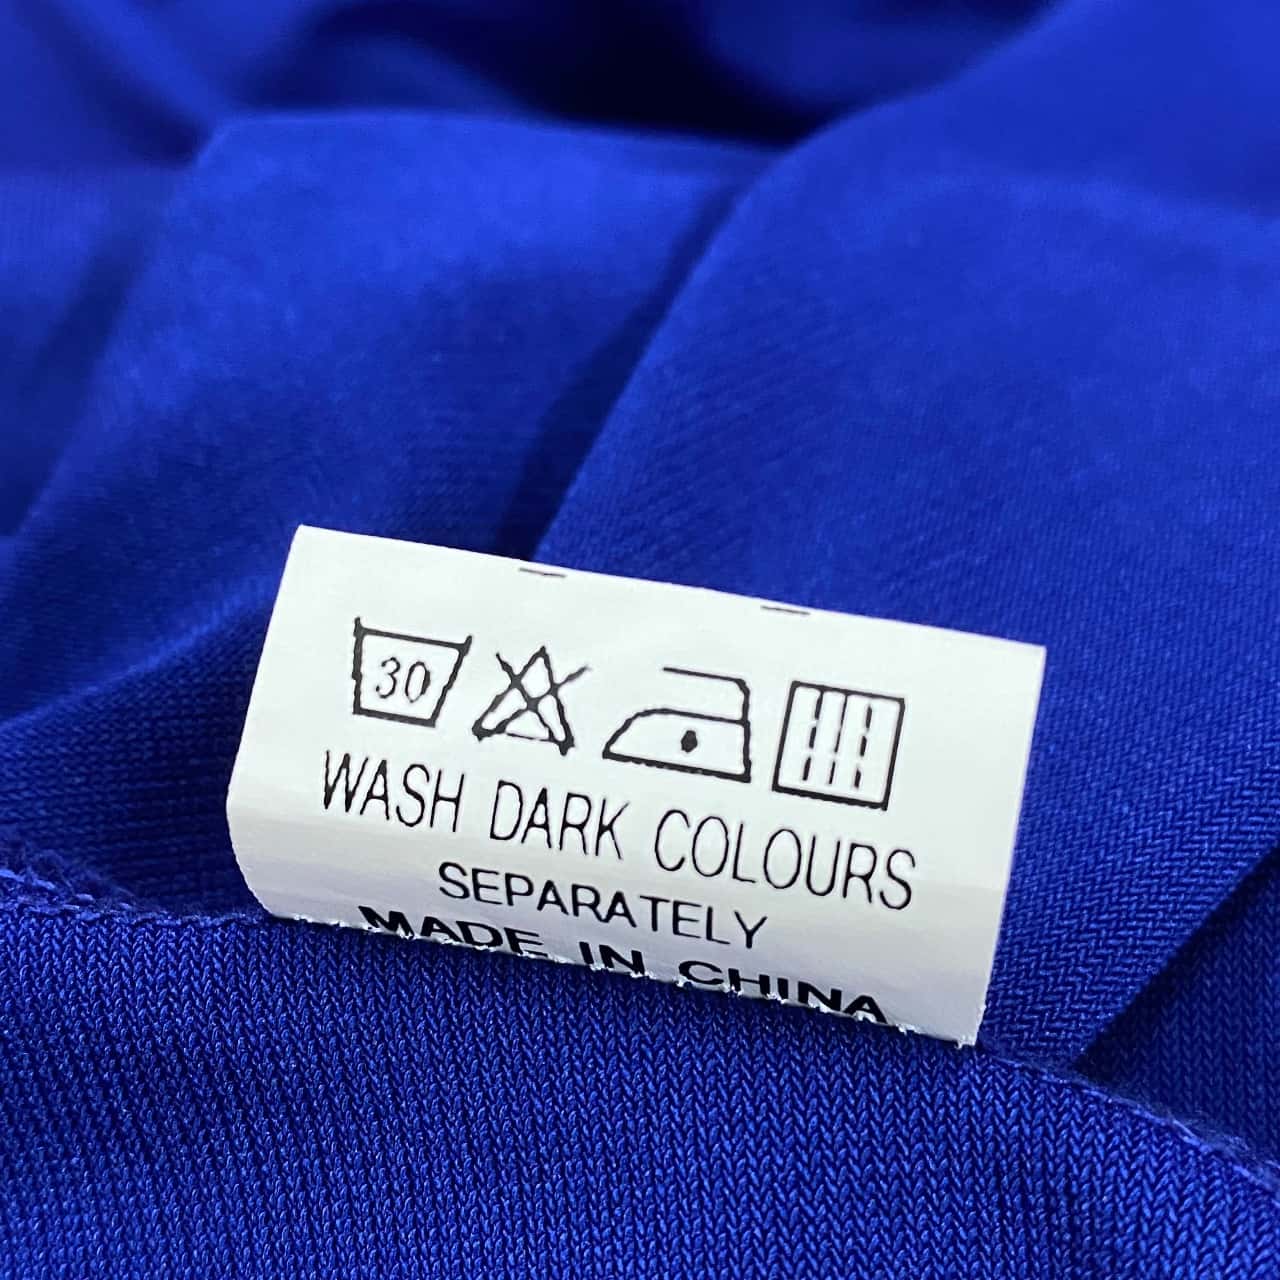 30
WASH DARK COLOURS
SEPARATELY
MADE IN CHINA